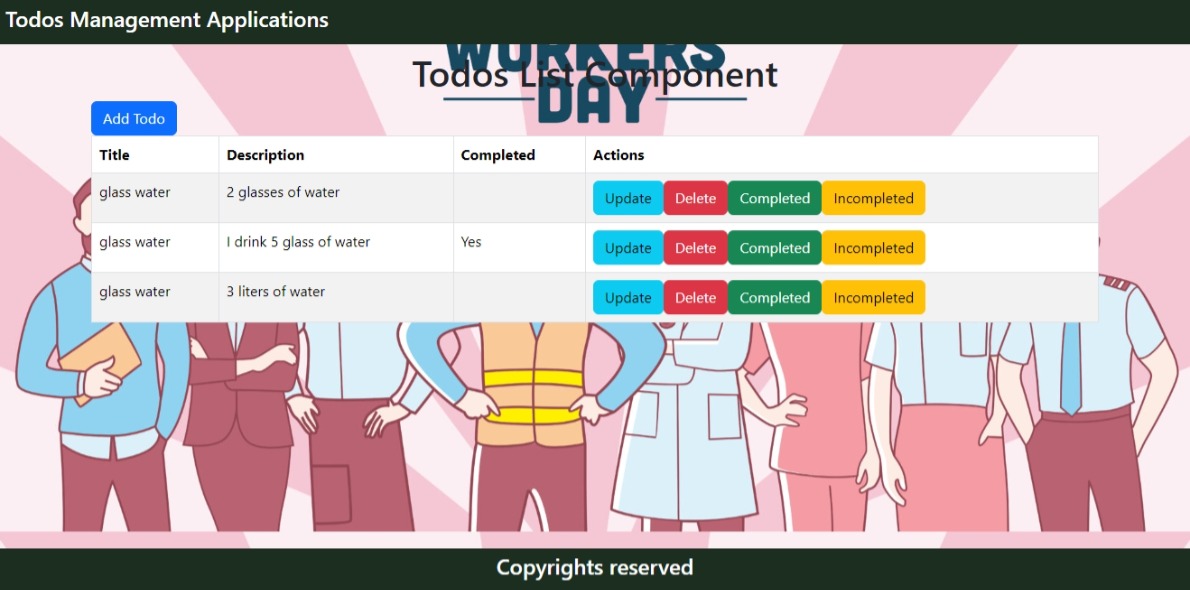 Todos Management Applications
WORKERS
Todos List Component
DAY
Add Todo
Title Description Completed Actions
glass water 2 glasses of water Update Delete Completed Incompleted
glass water I drink 5 glass of water Yes Update Delete Completed Incompleted
glass water 3 liters of water Update Delete Completed Incompleted
Copyrights reserved